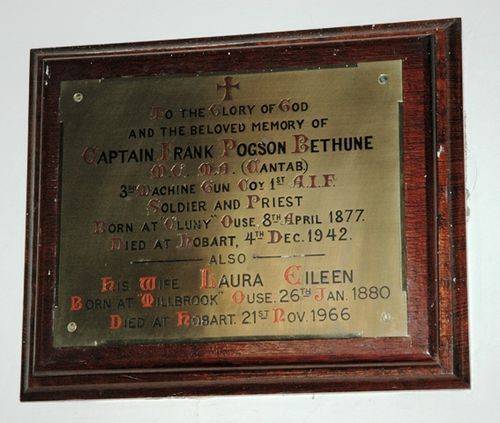 TO THE GLORY OF GOD
AND THE BELOVED MEMORY OF
CAPTAIN FRANK POGSON BETHUNE
M.C. M.A. (CANTAB)
3RD MACHINE GUN COY 1ST A.I.F.
SOLDIER AND PRIEST
BORN AT "CLUNY" OUSE, 8TH APRIL 1877.
DIED AT HOBART, 4TH DEC. 1942.
ALSO
HIS WIFE LAURA EILEEN
BORN AT "MILLBROOK" OUSE. 26TH JAN. 1880
DIED AT HOBART. 21ST NOV. 1966